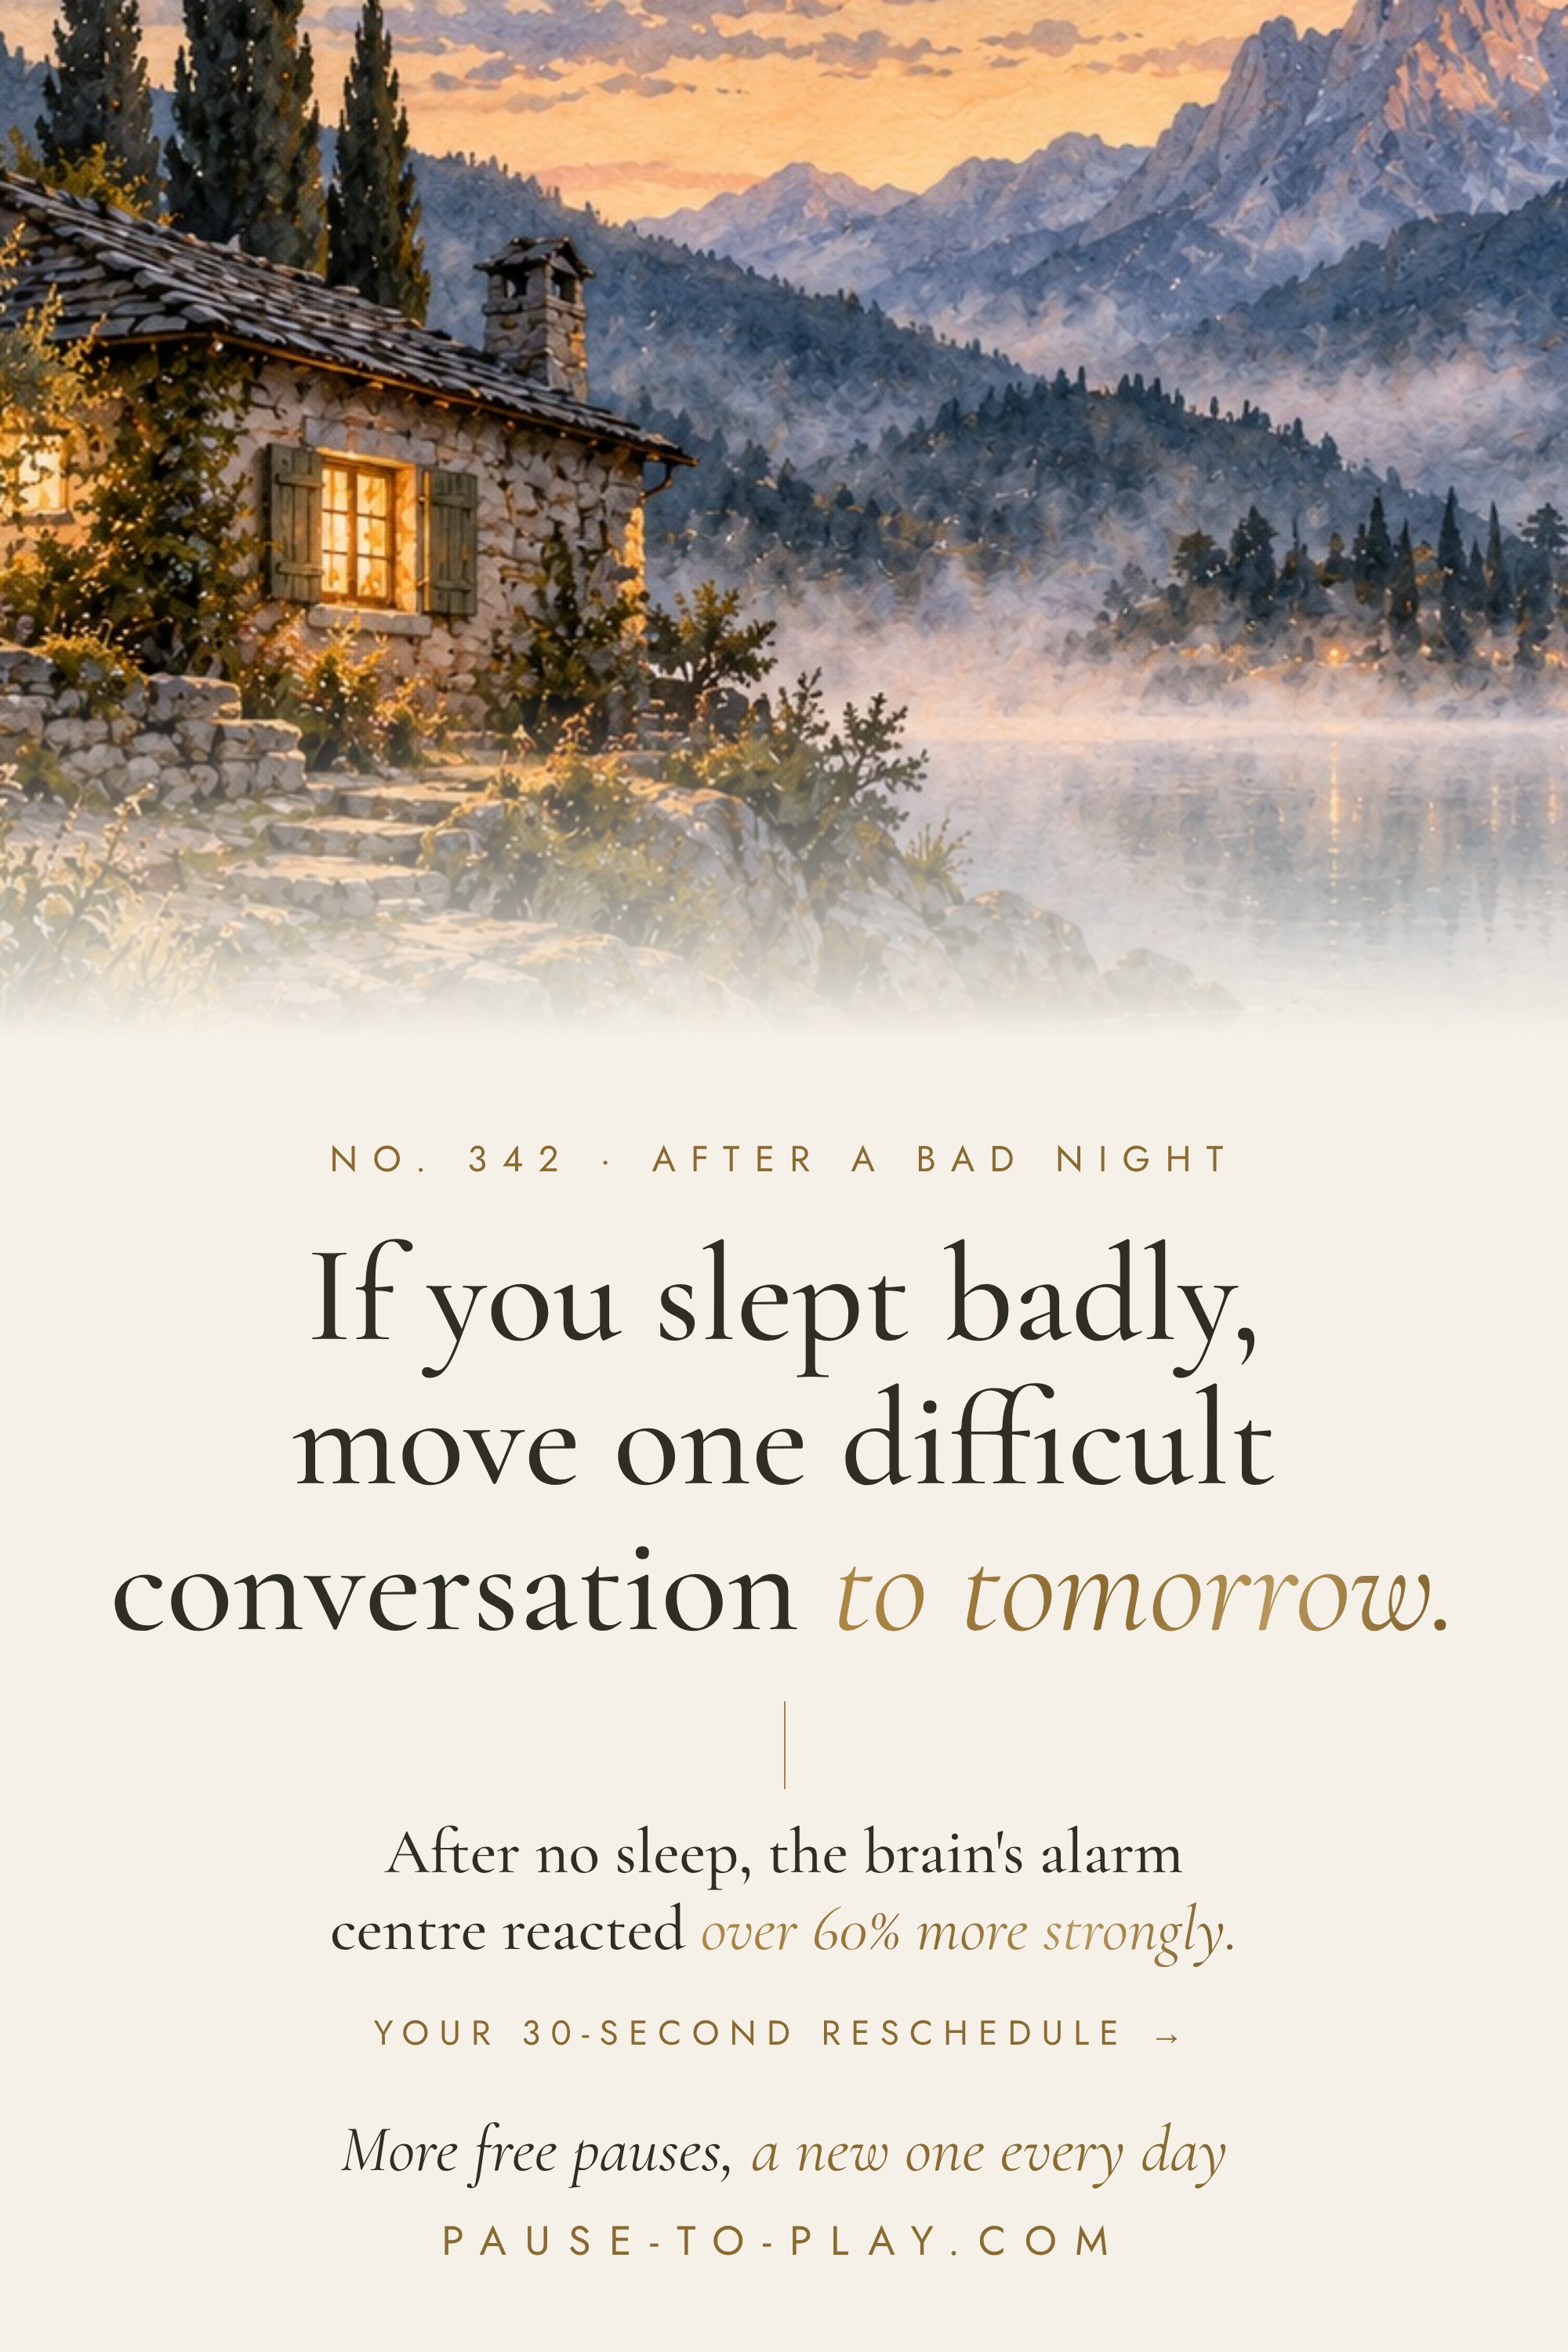 NO. 342 · AFTER A BAD NIGHT
If you slept badly,
move one difficult
conversation to tomorrow.
After no sleep, the brain's alarm
centre reacted over 60% more strongly.
YOUR 30-SECOND RESCHEDULE →
More free pauses, a new one every day
PAUSE-TO-PLAY.COM